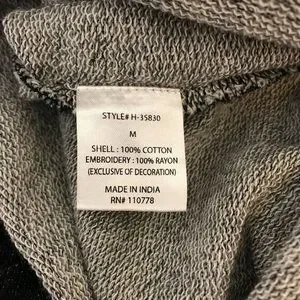 STYLE# H-35830
M
SHELL : 100% COTTON
EMBROIDERY : 100% RAYON
(EXCLUSIVE OF DECORATION)
MADE IN INDIA
RN# 110778